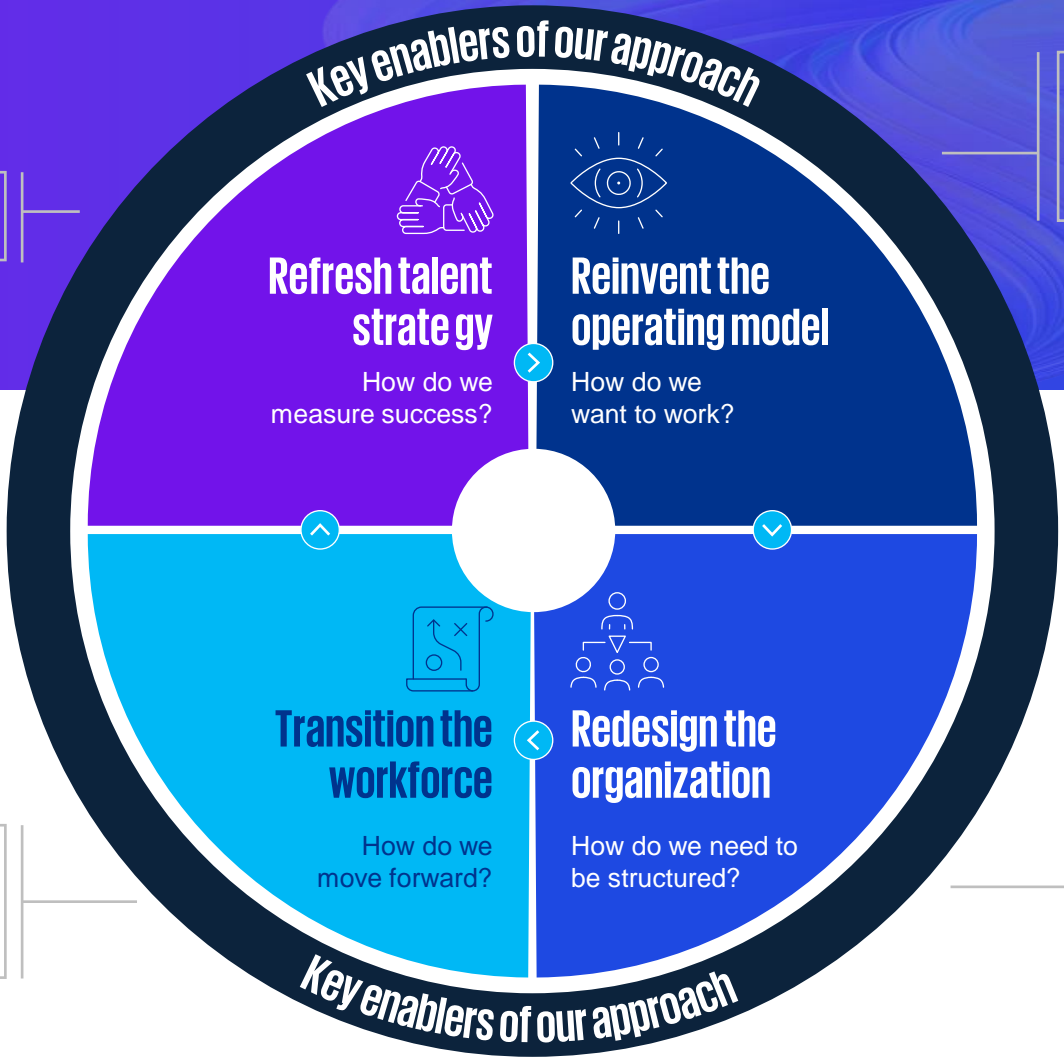 Key enablers of our approach
Refresh talent
strate gy
How do we
measure success?
Reinvent the
operating model
How do we
want to work?
Transition the
workforce
How do we
move forward?
Redesign the
organization
How do we need to
be structured?
Key enablers of our approach